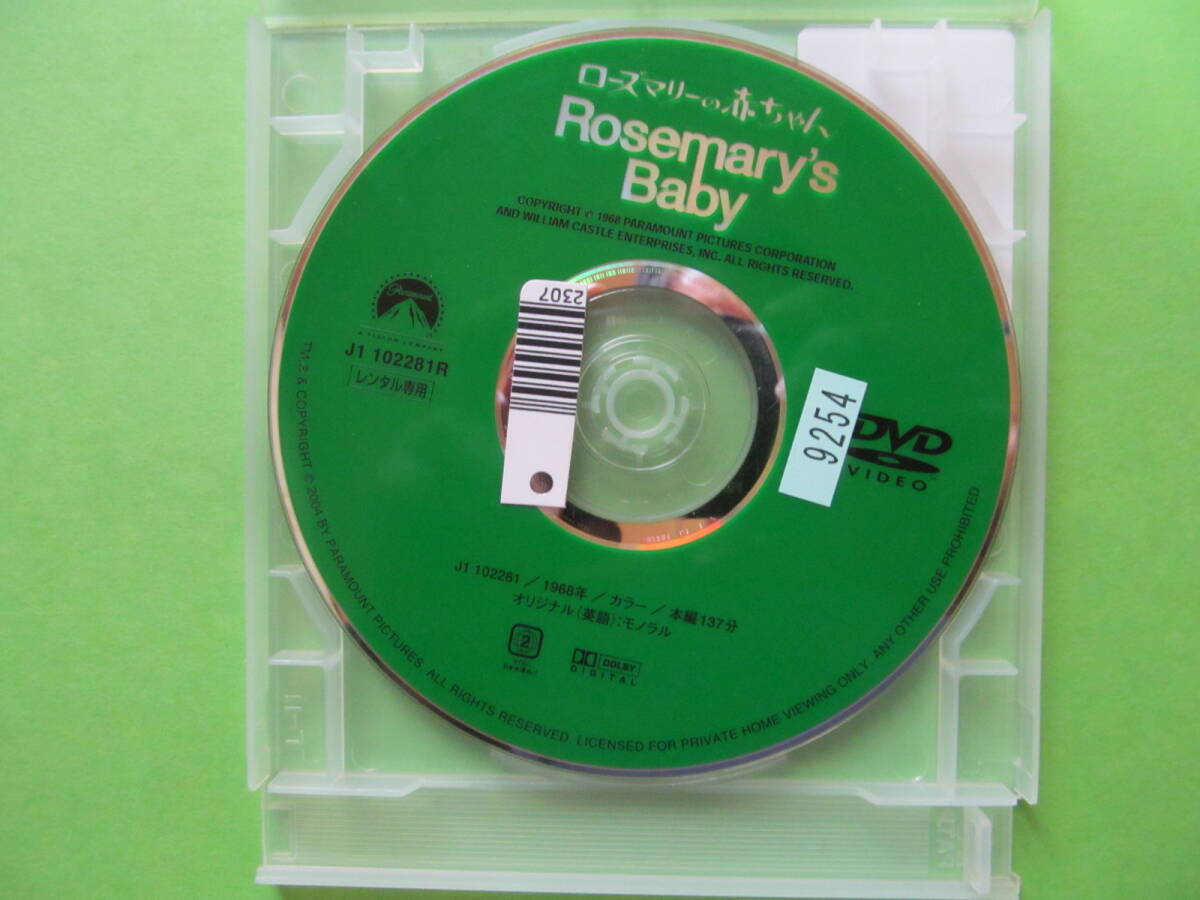 ローズマリーの赤ちゃん
Rosemary's
Baby
COPYRIGHT © 1968 PARAMOUNT PICTURES CORPORATION
AND WILLIAM CASTLE ENTERPRISES, INC. ALL RIGHTS RESERVED.
2307
Paramount
A VIACOM COMPANY
J1 102281R
レンタル専用
9254
DVD
VIDEO
J1 102281 / 1968年 / カラー / 本編137分
オリジナル(英語):モノラル
2
DOLBY
DIGITAL
TM, ® & COPYRIGHT © 2004 BY PARAMOUNT PICTURES. ALL RIGHTS RESERVED. LICENSED FOR PRIVATE HOME VIEWING ONLY. ANY OTHER USE PROHIBITED.